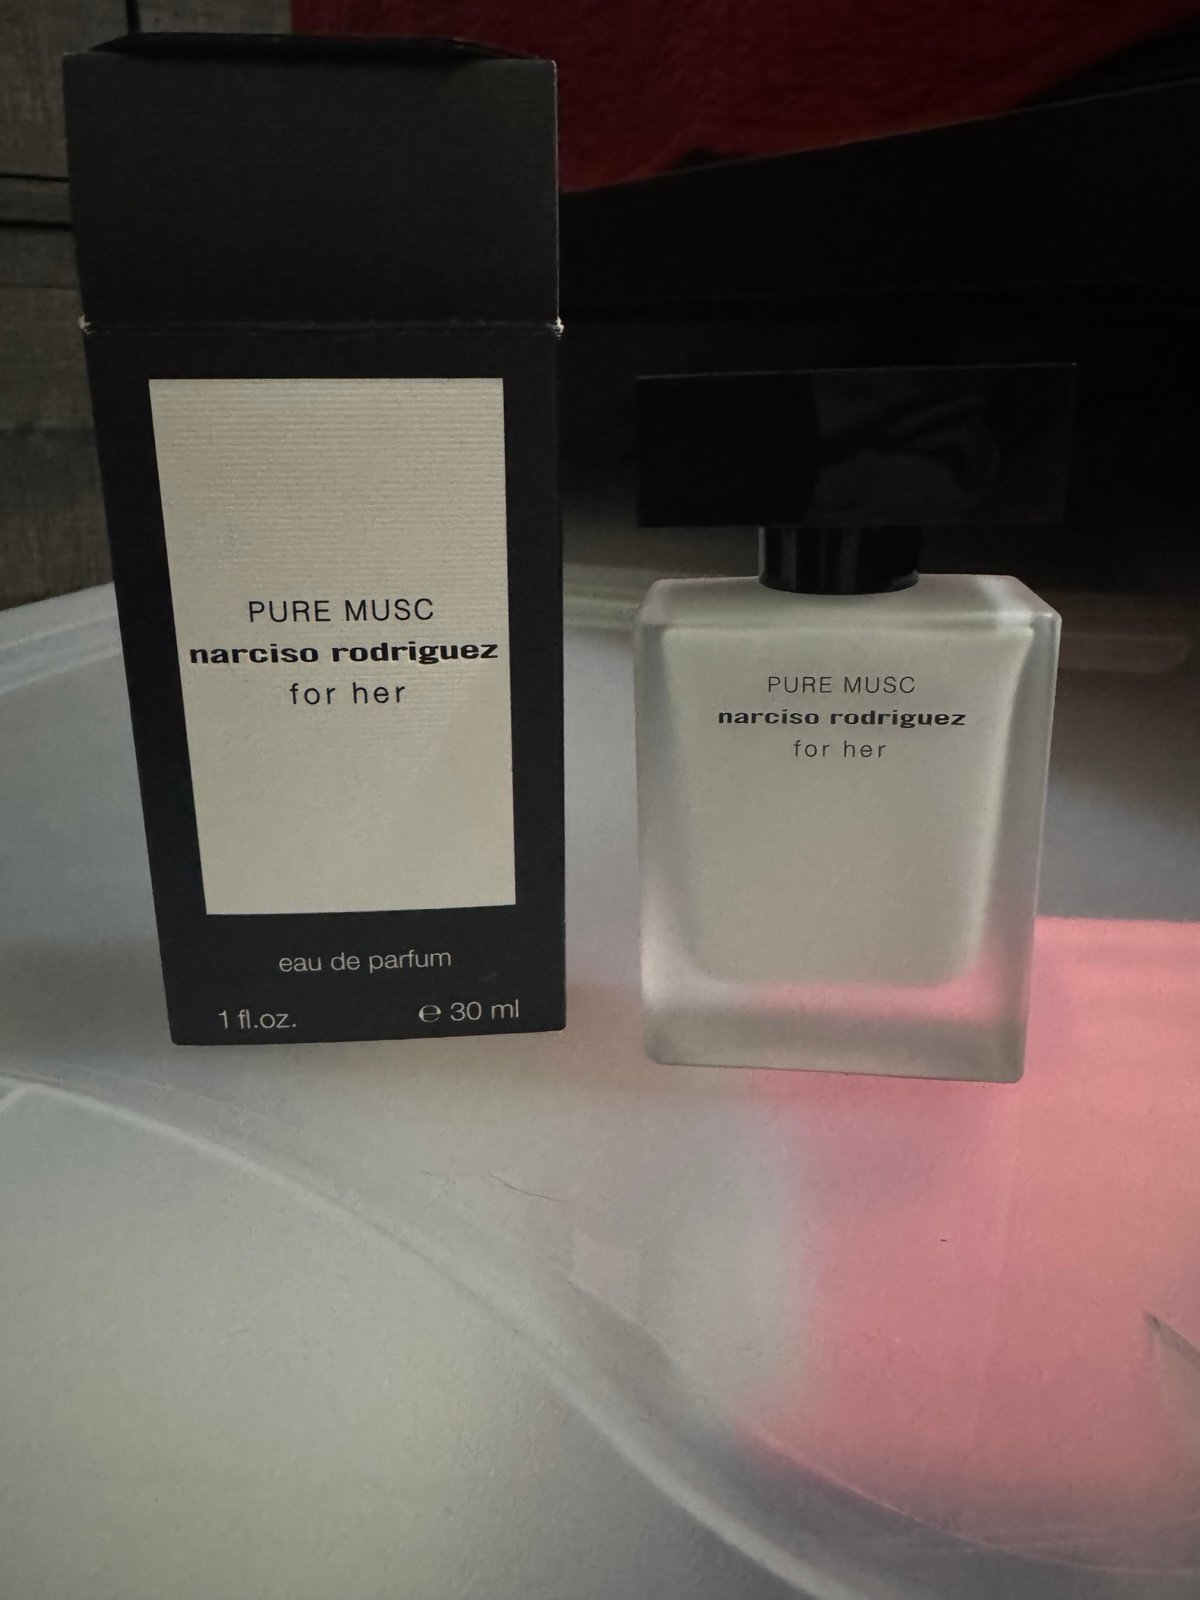 PURE MUSC
narciso rodriguez
for her
eau de parfum
1 fl.oz. ℮ 30 ml
PURE MUSC
narciso rodriguez
for her